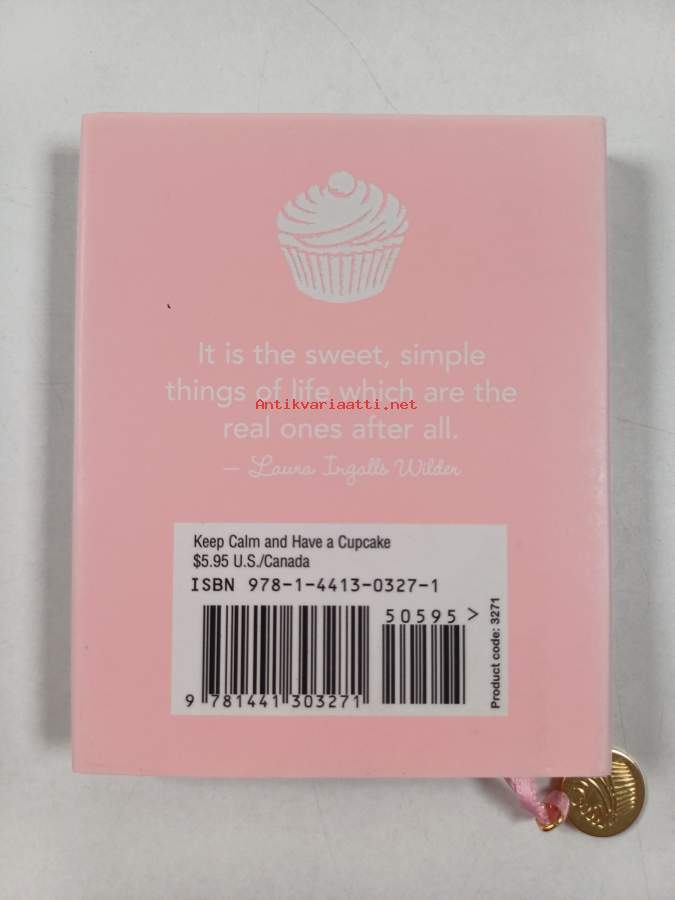 It is the sweet, simple
things of life which are the
Antikvariaatti.net
real ones after all.
— Laura Ingalls Wilder
Keep Calm and Have a Cupcake
$5.95 U.S./Canada
ISBN 978-1-4413-0327-1
50595 >
9 781441 303271
Product code: 3271